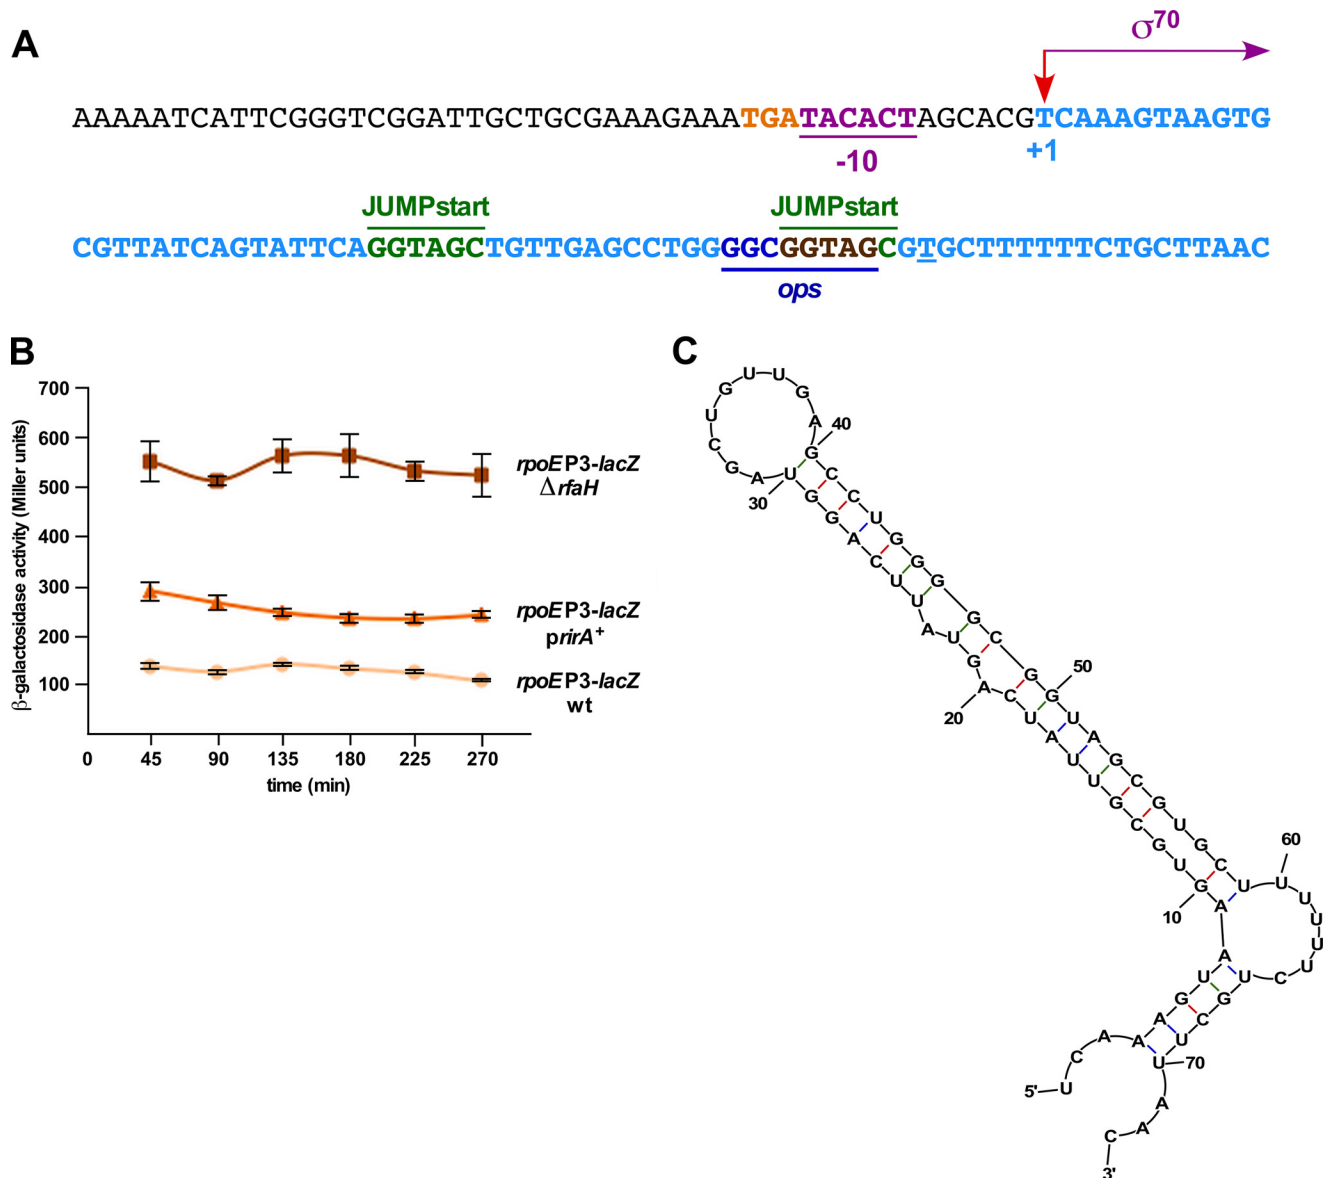 A
σ70
AAAAATCATTCGGGTCGGATTGCTGCGAAAGAAATGATACACTAGCACGTCAAAGTAAGTG
-10
+1
JUMPstart JUMPstart
CGTTATCAGTATTCAGGTAGCTGTTGAGCCTGGGGCGGTAGCGTGCTTTTTTCTGCTTAAC
ops
B
β-galactosidase activity (Miller units)
700
600
500
400
300
200
100
0 45 90 135 180 225 270
time (min)
rpoEP3-lacZ
ΔrfaH
rpoEP3-lacZ
prirA+
rpoEP3-lacZ
wt
C
5'
UCAAAGUAAGUGCGUUAUCAGUAUUCAGGUAGCUGUUGAGCCUGGGGCGGUAGCGUGCUUUUUUCUGCUUAAC
3'
10
20
30
40
50
60
70